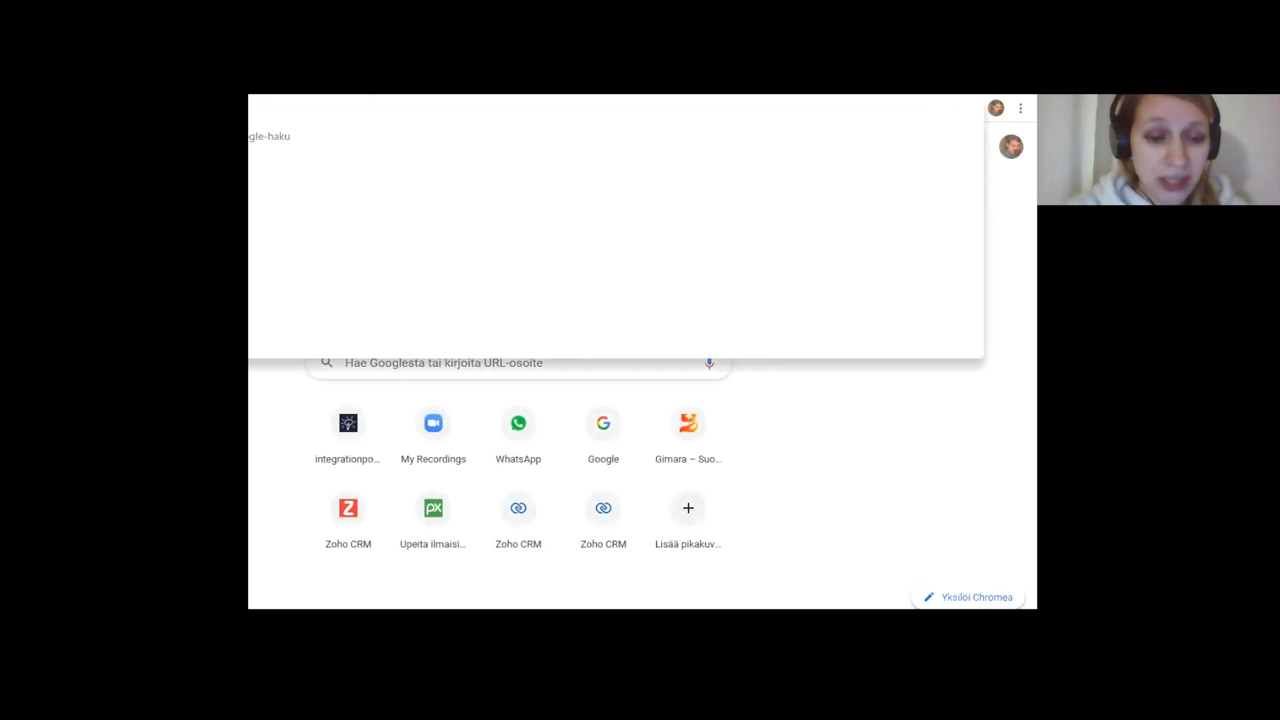 gle-haku
Hae Googlesta tai kirjoita URL-osoite
integrationpo...
My Recordings
WhatsApp
Google
Gimara – Suo...
Zoho CRM
Upeita ilmaisi...
Zoho CRM
Zoho CRM
Lisää pikakuv...
Yksilöi Chromea